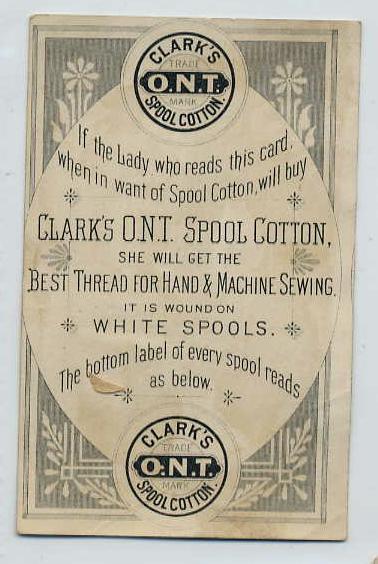 CLARK'S
TRADE
O.N.T.
MARK
SPOOL COTTON.
If the Lady who reads this card,
when in want of Spool Cotton, will buy
CLARK'S O.N.T. SPOOL COTTON,
SHE WILL GET THE
BEST THREAD FOR HAND & MACHINE SEWING.
IT IS WOUND ON
WHITE SPOOLS.
The bottom label of every spool reads
as below.
CLARK'S
TRADE
O.N.T.
MARK
SPOOL COTTON.